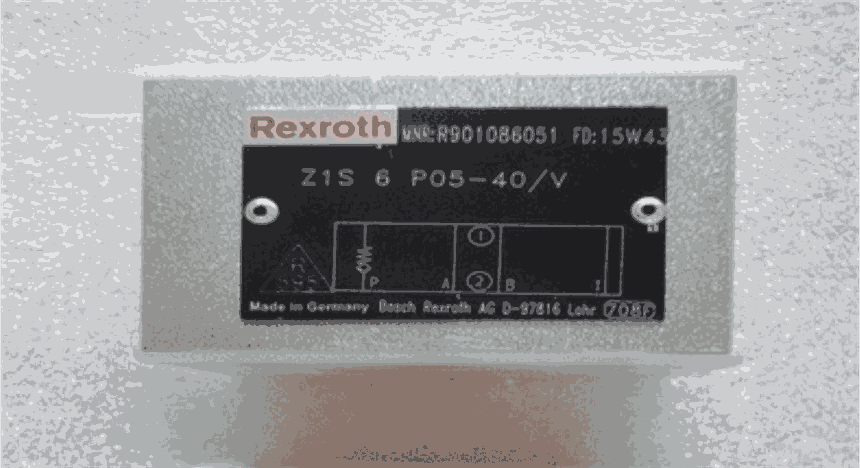 Rexroth MNR:R901086051 FD:15W43
Z1S 6 P05-40/V
1
P A 2 B T
Made in Germany Bosch Rexroth AG D-97816 Lohr